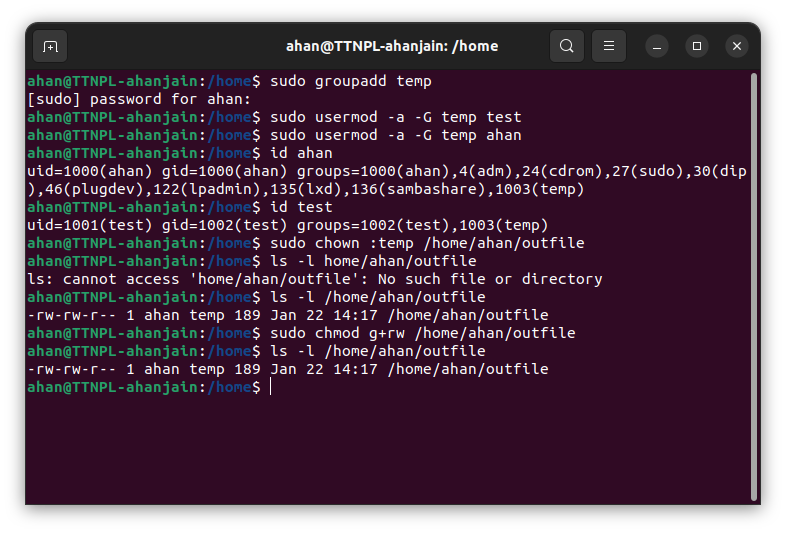 ahan@TTNPL-ahanjain: /home
ahan@TTNPL-ahanjain:/home$ sudo groupadd temp
[sudo] password for ahan:
ahan@TTNPL-ahanjain:/home$ sudo usermod -a -G temp test
ahan@TTNPL-ahanjain:/home$ sudo usermod -a -G temp ahan
ahan@TTNPL-ahanjain:/home$ id ahan
uid=1000(ahan) gid=1000(ahan) groups=1000(ahan),4(adm),24(cdrom),27(sudo),30(dip
),46(plugdev),122(lpadmin),135(lxd),136(sambashare),1003(temp)
ahan@TTNPL-ahanjain:/home$ id test
uid=1001(test) gid=1002(test) groups=1002(test),1003(temp)
ahan@TTNPL-ahanjain:/home$ sudo chown :temp /home/ahan/outfile
ahan@TTNPL-ahanjain:/home$ ls -l home/ahan/outfile
ls: cannot access 'home/ahan/outfile': No such file or directory
ahan@TTNPL-ahanjain:/home$ ls -l /home/ahan/outfile
-rw-rw-r-- 1 ahan temp 189 Jan 22 14:17 /home/ahan/outfile
ahan@TTNPL-ahanjain:/home$ sudo chmod g+rw /home/ahan/outfile
ahan@TTNPL-ahanjain:/home$ ls -l /home/ahan/outfile
-rw-rw-r-- 1 ahan temp 189 Jan 22 14:17 /home/ahan/outfile
ahan@TTNPL-ahanjain:/home$